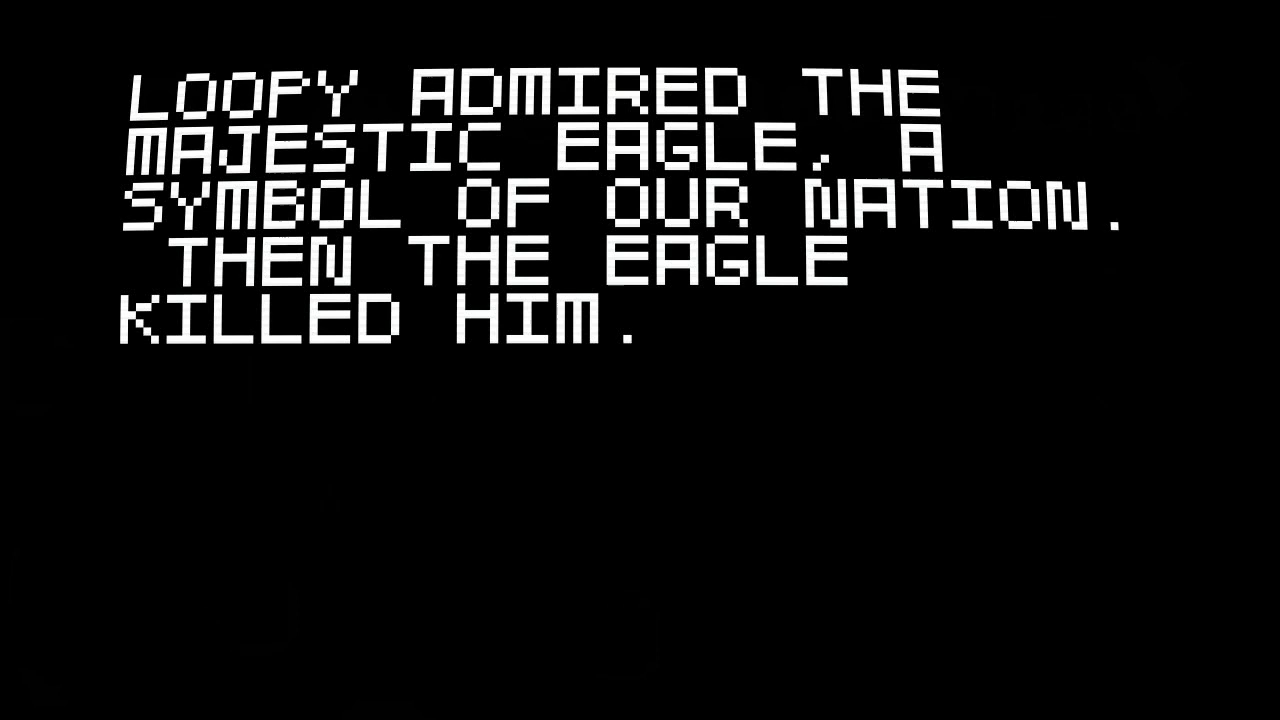 LOOPY ADMIRED THE
MAJESTIC EAGLE, A
SYMBOL OF OUR NATION.
THEN THE EAGLE
KILLED HIM.